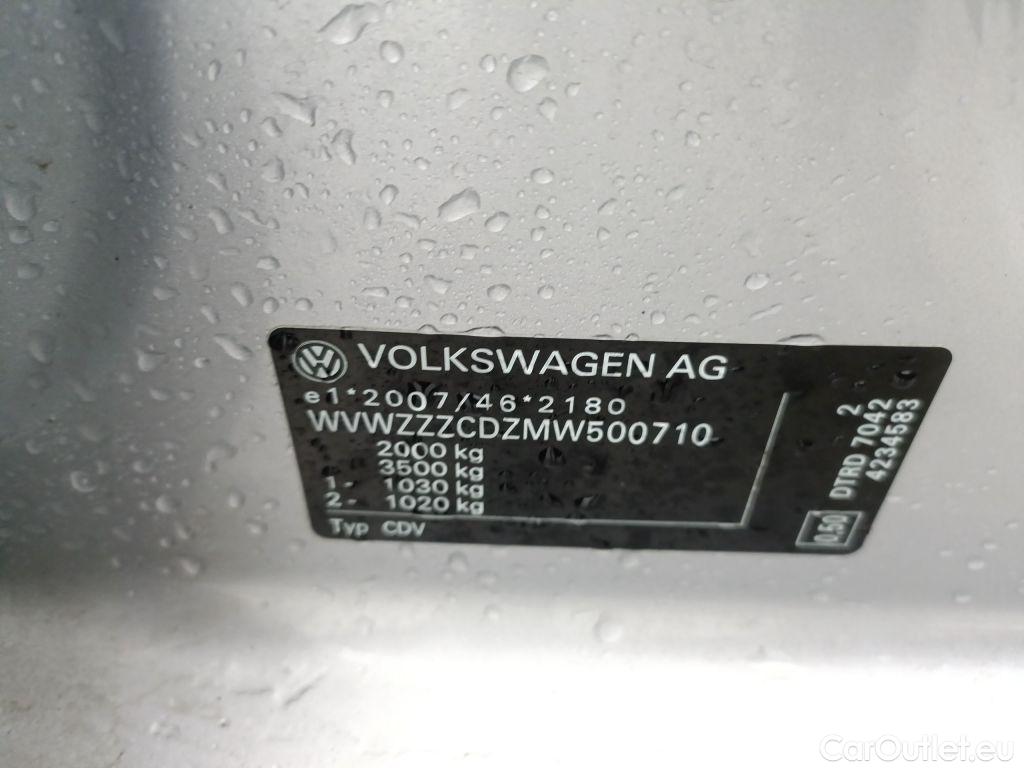 VOLKSWAGEN AG
e1*2007/46*2180
WVWZZZCDZMW500710
2000 kg
3500 kg
1- 1030 kg
2- 1020 kg
Typ CDV
2
DTRD 7042
4234583
0.50
CarOutlet.eu